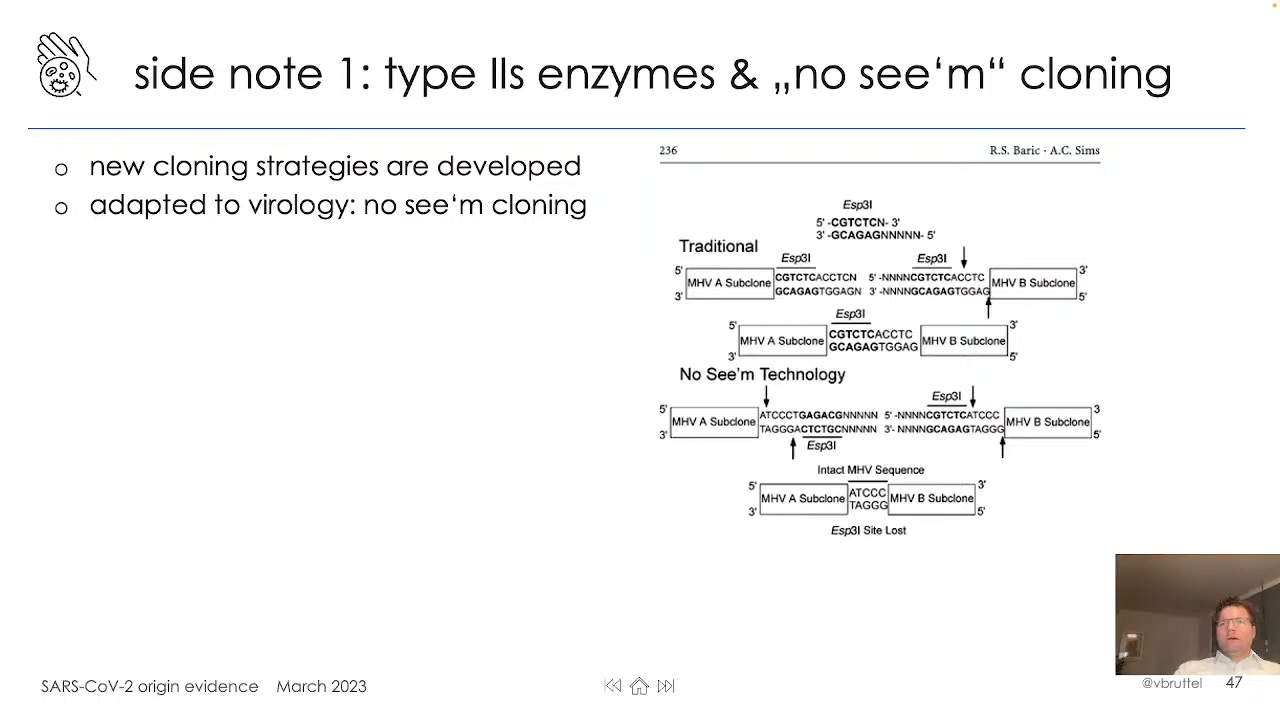 side note 1: type IIs enzymes & „no see‘m“ cloning
o new cloning strategies are developed
o adapted to virology: no see‘m cloning
236 R.S. Baric · A.C. Sims
Esp3I
5' -CGTCTCN- 3'
3' -GCAGAGNNNNN- 5'
Traditional
Esp3I Esp3I
5' CGTCTCACCTCN 5' -NNNNCGTCTCACCTC 3'
MHV A Subclone MHV B Subclone
3' GCAGAGTGGAGN 3' -NNNNGCAGAGTGGAG 5'
Esp3I
5' CGTCTCACCTC 3'
MHV A Subclone MHV B Subclone
3' GCAGAGTGGAG 5'
No See'm Technology
Esp3I
5' ATCCCTGAGACGNNNNN 5' -NNNNCGTCTCATCCC 3
MHV A Subclone MHV B Subclone
3' TAGGGACTCTGCNNNNN 3'- NNNNGCAGAGTAGGG 5'
Esp3I
Intact MHV Sequence
5' ATCCC 3'
MHV A Subclone MHV B Subclone
3' TAGGG 5'
Esp3I Site Lost
SARS-CoV-2 origin evidence March 2023
@vbruttel 47